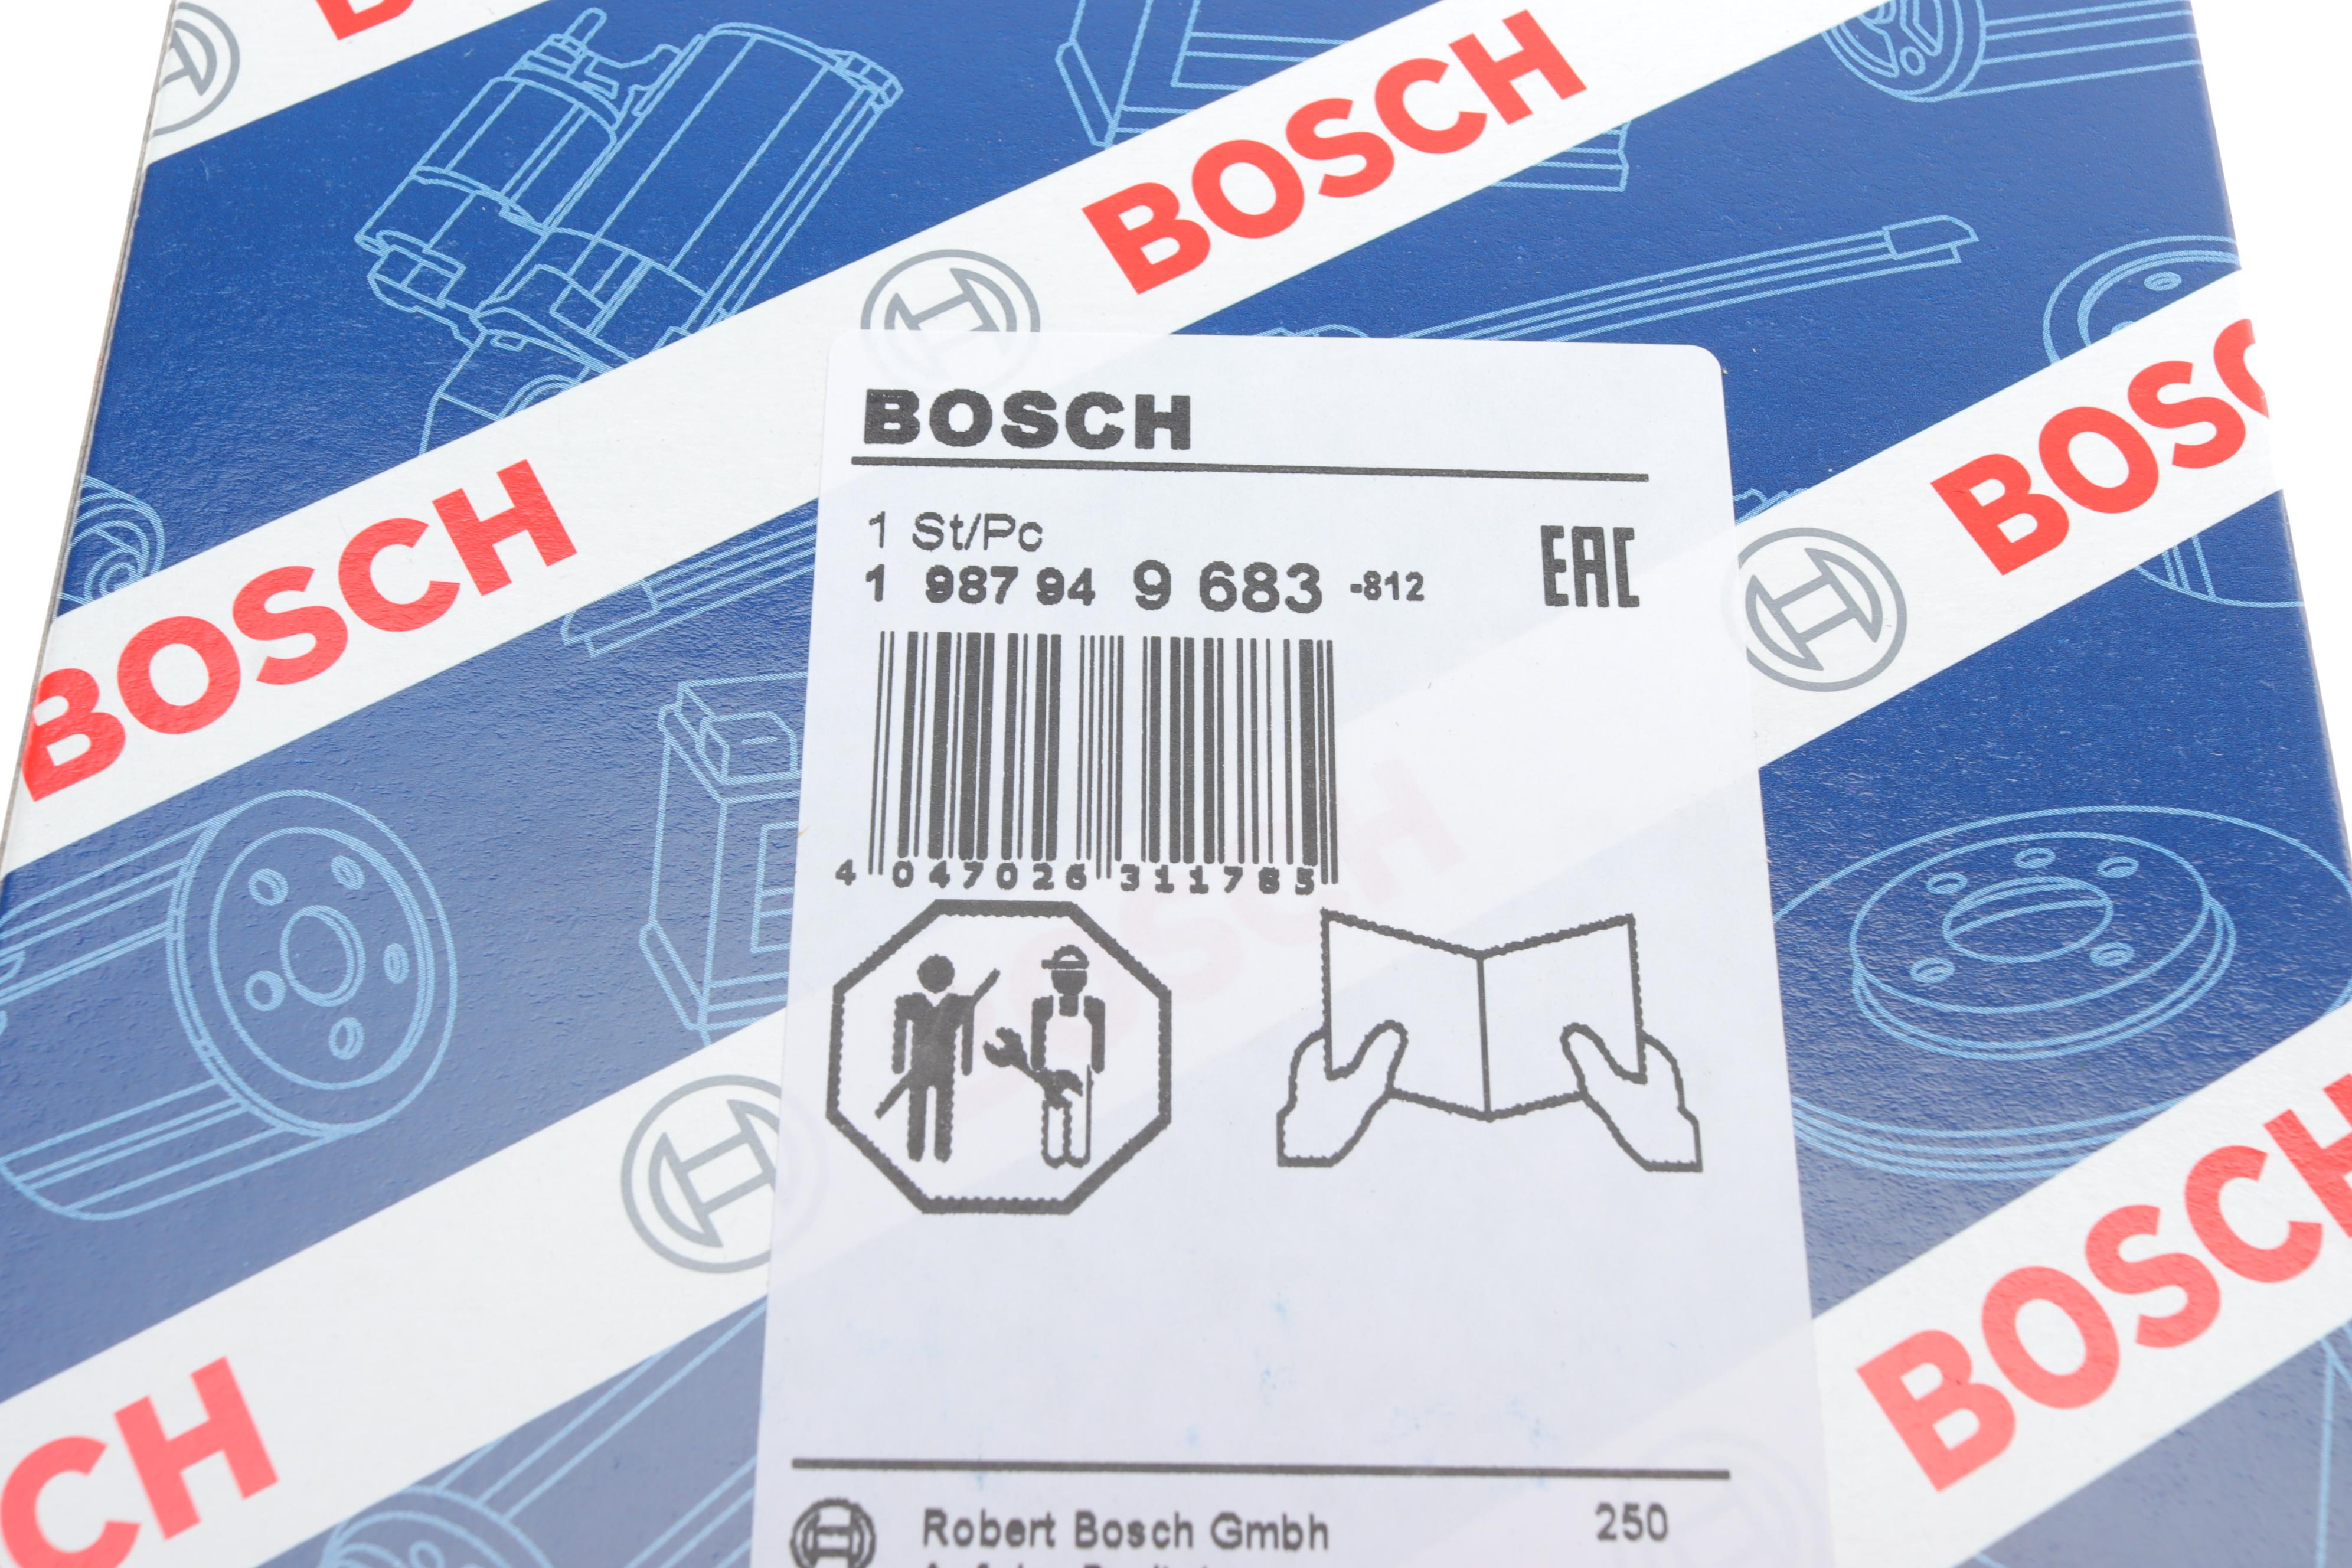 BOSCH
BOSCH
BOSCH
BOSCH
1 St/Pc
EAC
1 987 94 9 683 -812
4 047026 311785
BOSCH
CH
Robert Bosch Gmbh
250